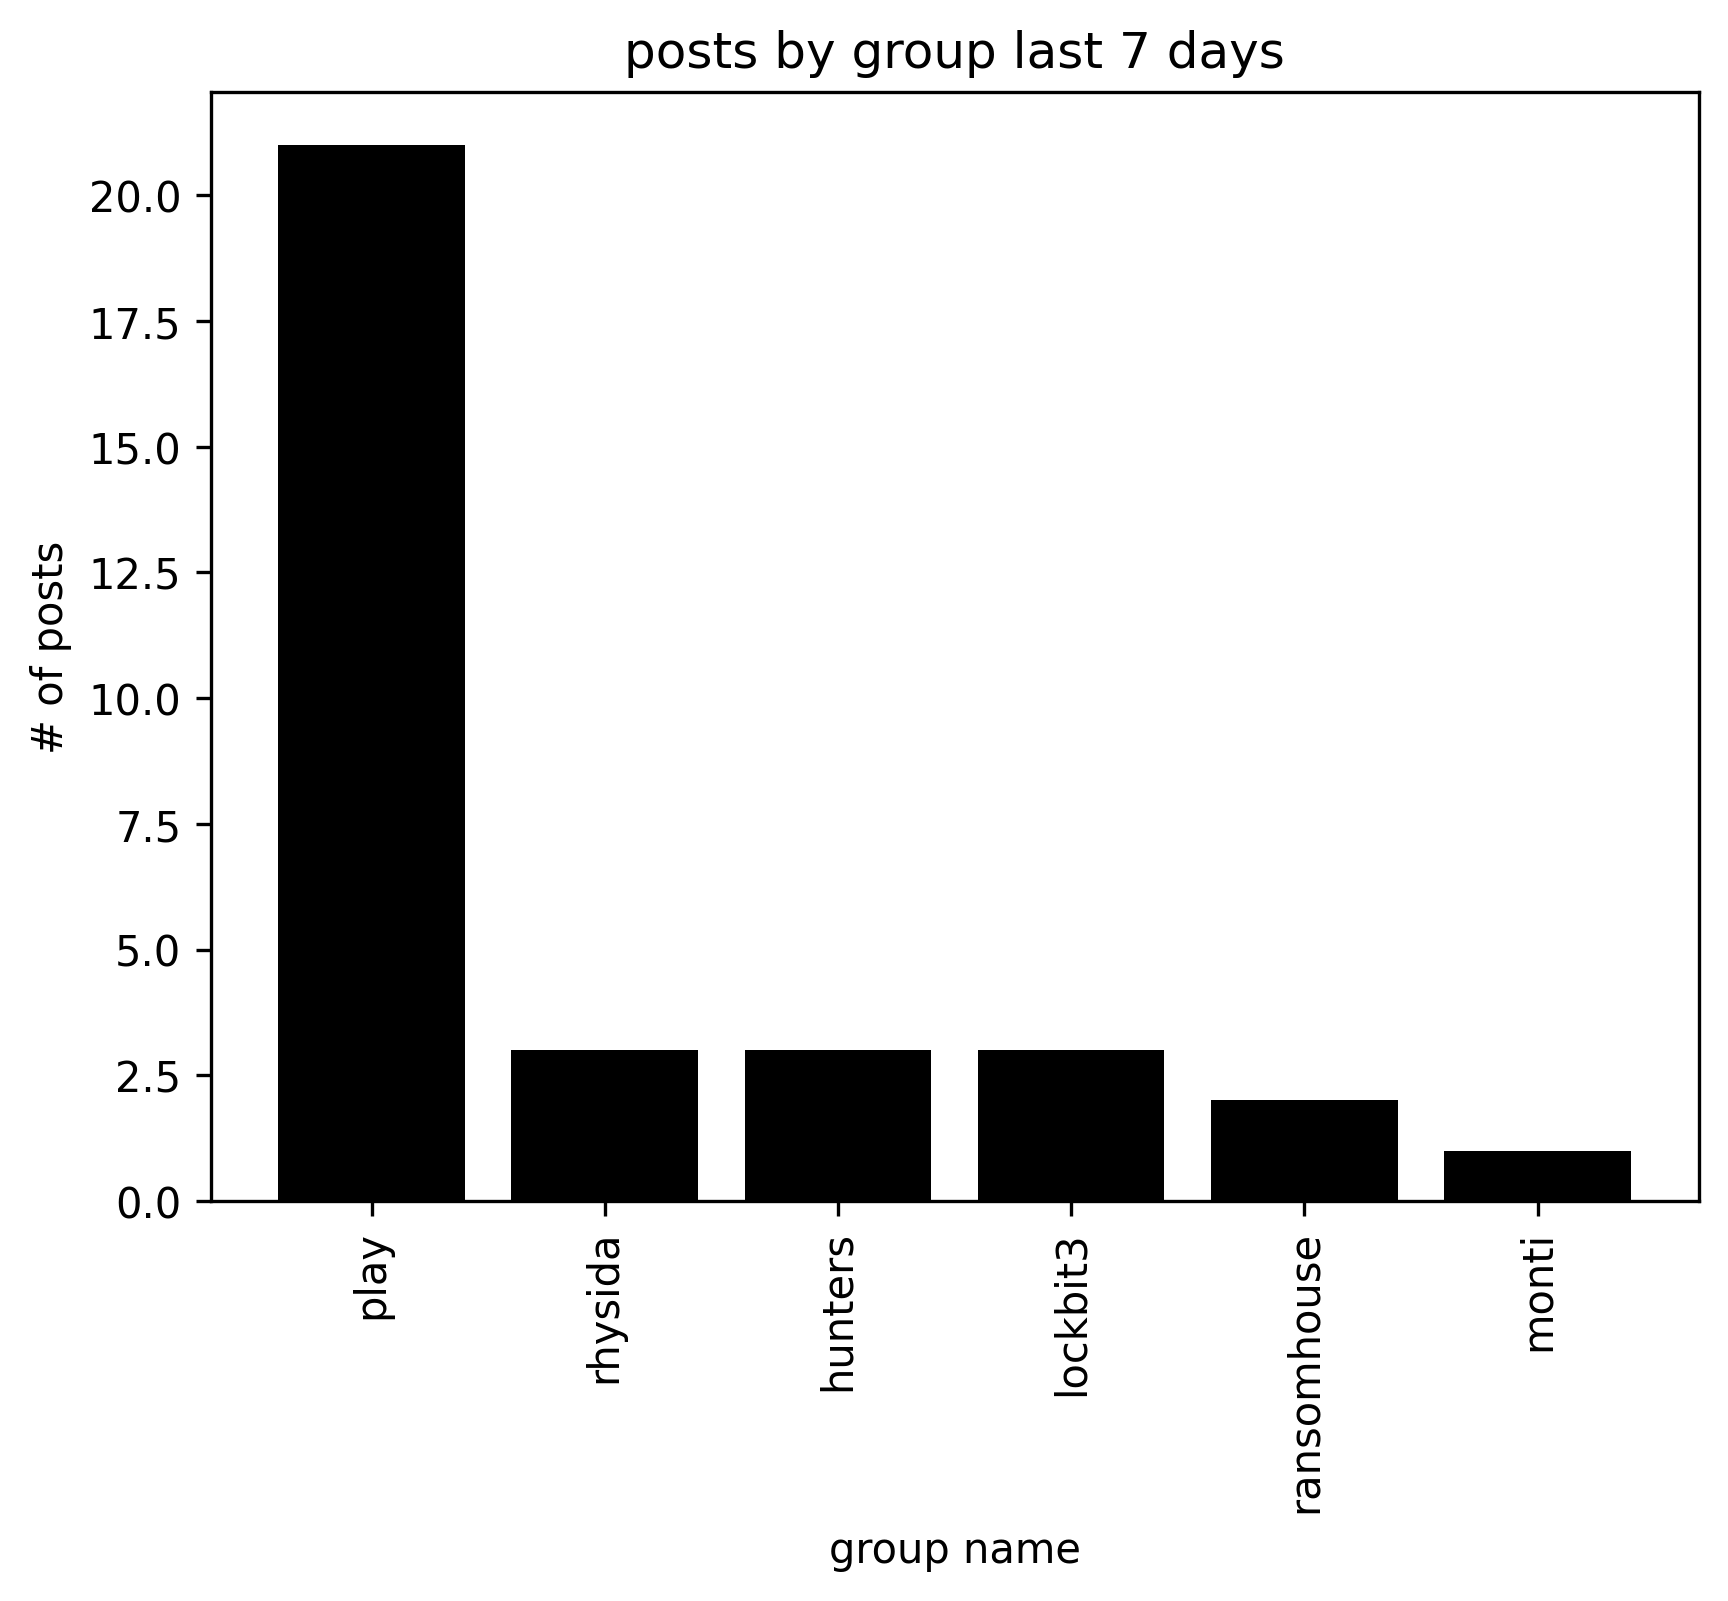 posts by group last 7 days
# of posts
20.0
17.5
15.0
12.5
10.0
7.5
5.0
2.5
0.0
play
rhysida
hunters
lockbit3
ransomhouse
monti
group name